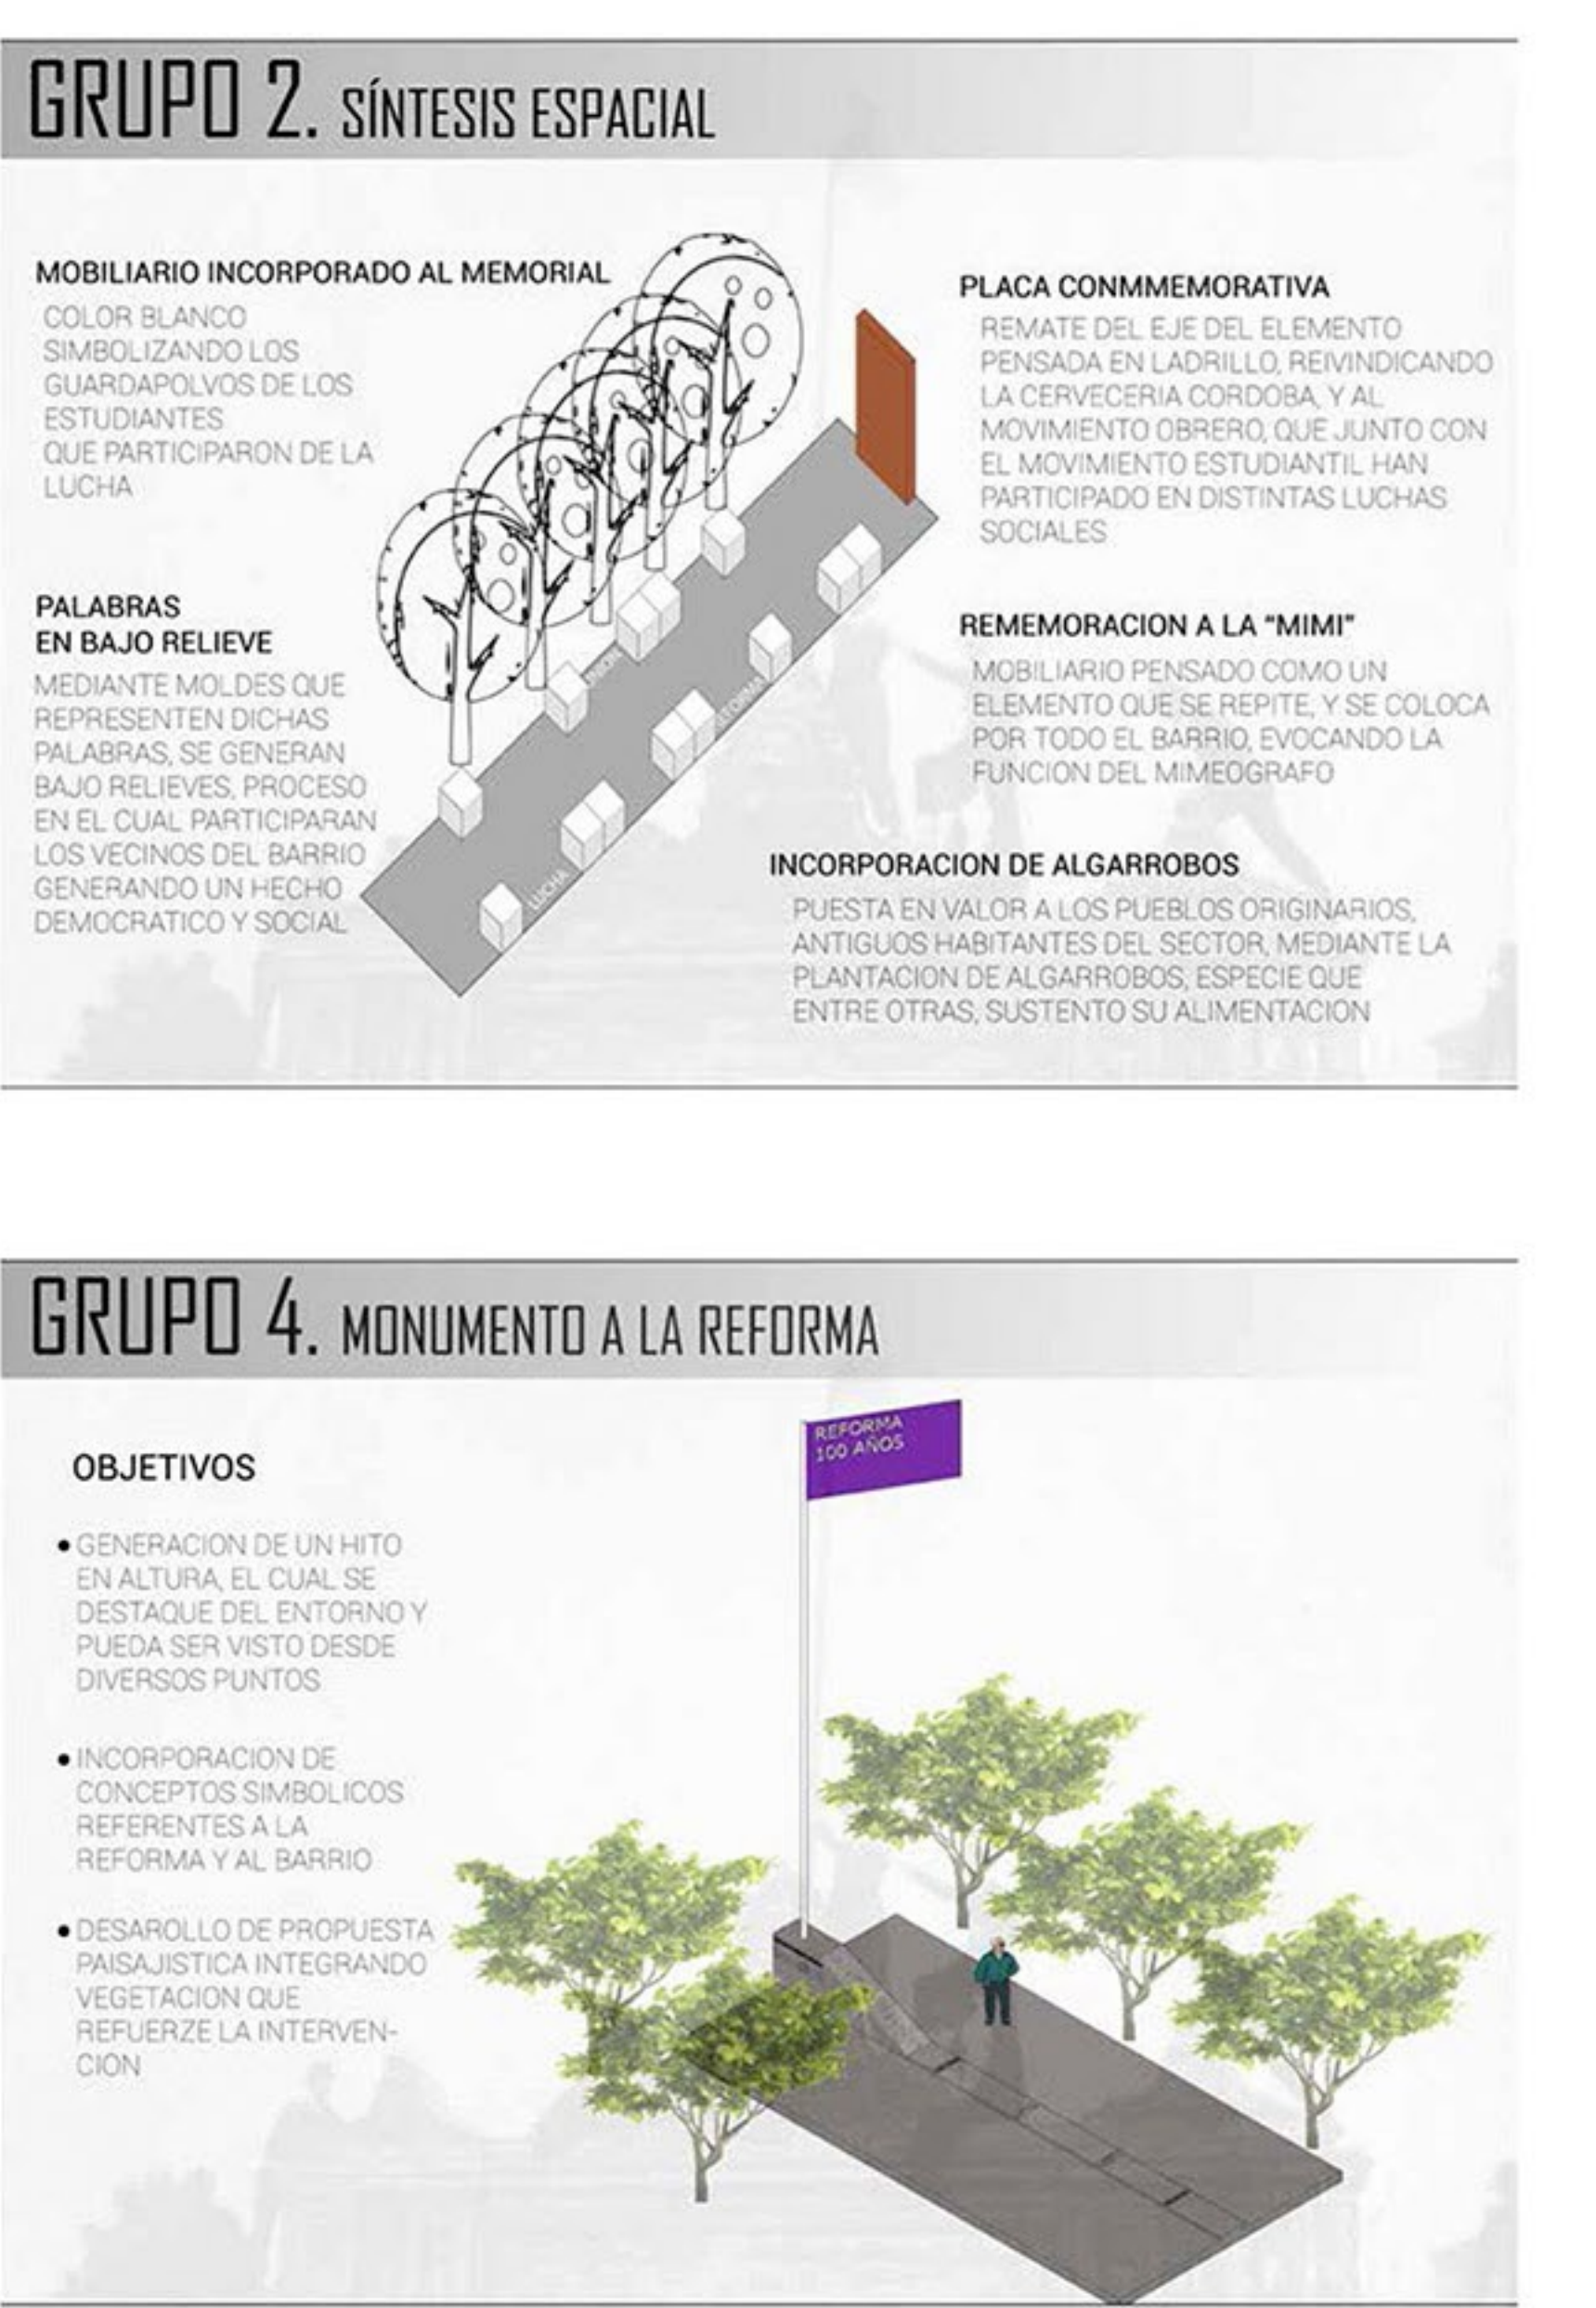 GRUPO 2. SÍNTESIS ESPACIAL
MOBILIARIO INCORPORADO AL MEMORIAL
COLOR BLANCO
SIMBOLIZANDO LOS
GUARDAPOLVOS DE LOS
ESTUDIANTES
QUE PARTICIPARON DE LA
LUCHA
PALABRAS
EN BAJO RELIEVE
MEDIANTE MOLDES QUE
REPRESENTEN DICHAS
PALABRAS, SE GENERAN
BAJO RELIEVES, PROCESO
EN EL CUAL PARTICIPARAN
LOS VECINOS DEL BARRIO
GENERANDO UN HECHO
DEMOCRATICO Y SOCIAL
LUCHA
PLACA CONMMEMORATIVA
REMATE DEL EJE DEL ELEMENTO
PENSADA EN LADRILLO, REIVINDICANDO
LA CERVECERIA CORDOBA, Y AL
MOVIMIENTO OBRERO, QUE JUNTO CON
EL MOVIMIENTO ESTUDIANTIL HAN
PARTICIPADO EN DISTINTAS LUCHAS
SOCIALES
REMEMORACION A LA “MIMI”
MOBILIARIO PENSADO COMO UN
ELEMENTO QUE SE REPITE, Y SE COLOCA
POR TODO EL BARRIO, EVOCANDO LA
FUNCION DEL MIMEOGRAFO
INCORPORACION DE ALGARROBOS
PUESTA EN VALOR A LOS PUEBLOS ORIGINARIOS,
ANTIGUOS HABITANTES DEL SECTOR, MEDIANTE LA
PLANTACION DE ALGARROBOS, ESPECIE QUE
ENTRE OTRAS, SUSTENTO SU ALIMENTACION
GRUPO 4. MONUMENTO A LA REFORMA
OBJETIVOS
• GENERACION DE UN HITO
EN ALTURA, EL CUAL SE
DESTAQUE DEL ENTORNO Y
PUEDA SER VISTO DESDE
DIVERSOS PUNTOS
• INCORPORACION DE
CONCEPTOS SIMBOLICOS
REFERENTES A LA
REFORMA Y AL BARRIO
• DESAROLLO DE PROPUESTA
PAISAJISTICA INTEGRANDO
VEGETACION QUE
REFUERZE LA INTERVEN-
CION
REFORMA
100 AÑOS